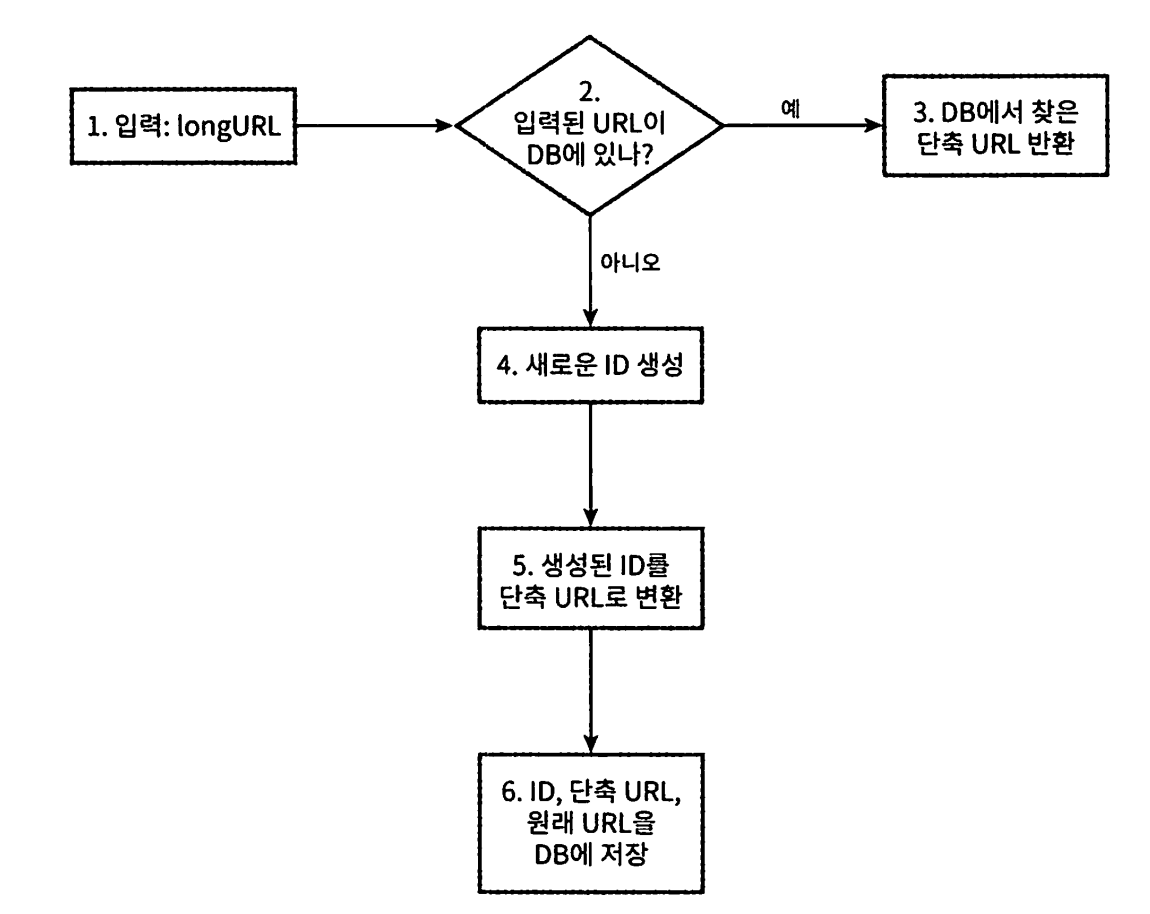 1. 입력: longURL
2.
입력된 URL이
DB에 있나?
예
3. DB에서 찾은
단축 URL 반환
아니오
4. 새로운 ID 생성
5. 생성된 ID를
단축 URL로 변환
6. ID, 단축 URL,
원래 URL을
DB에 저장